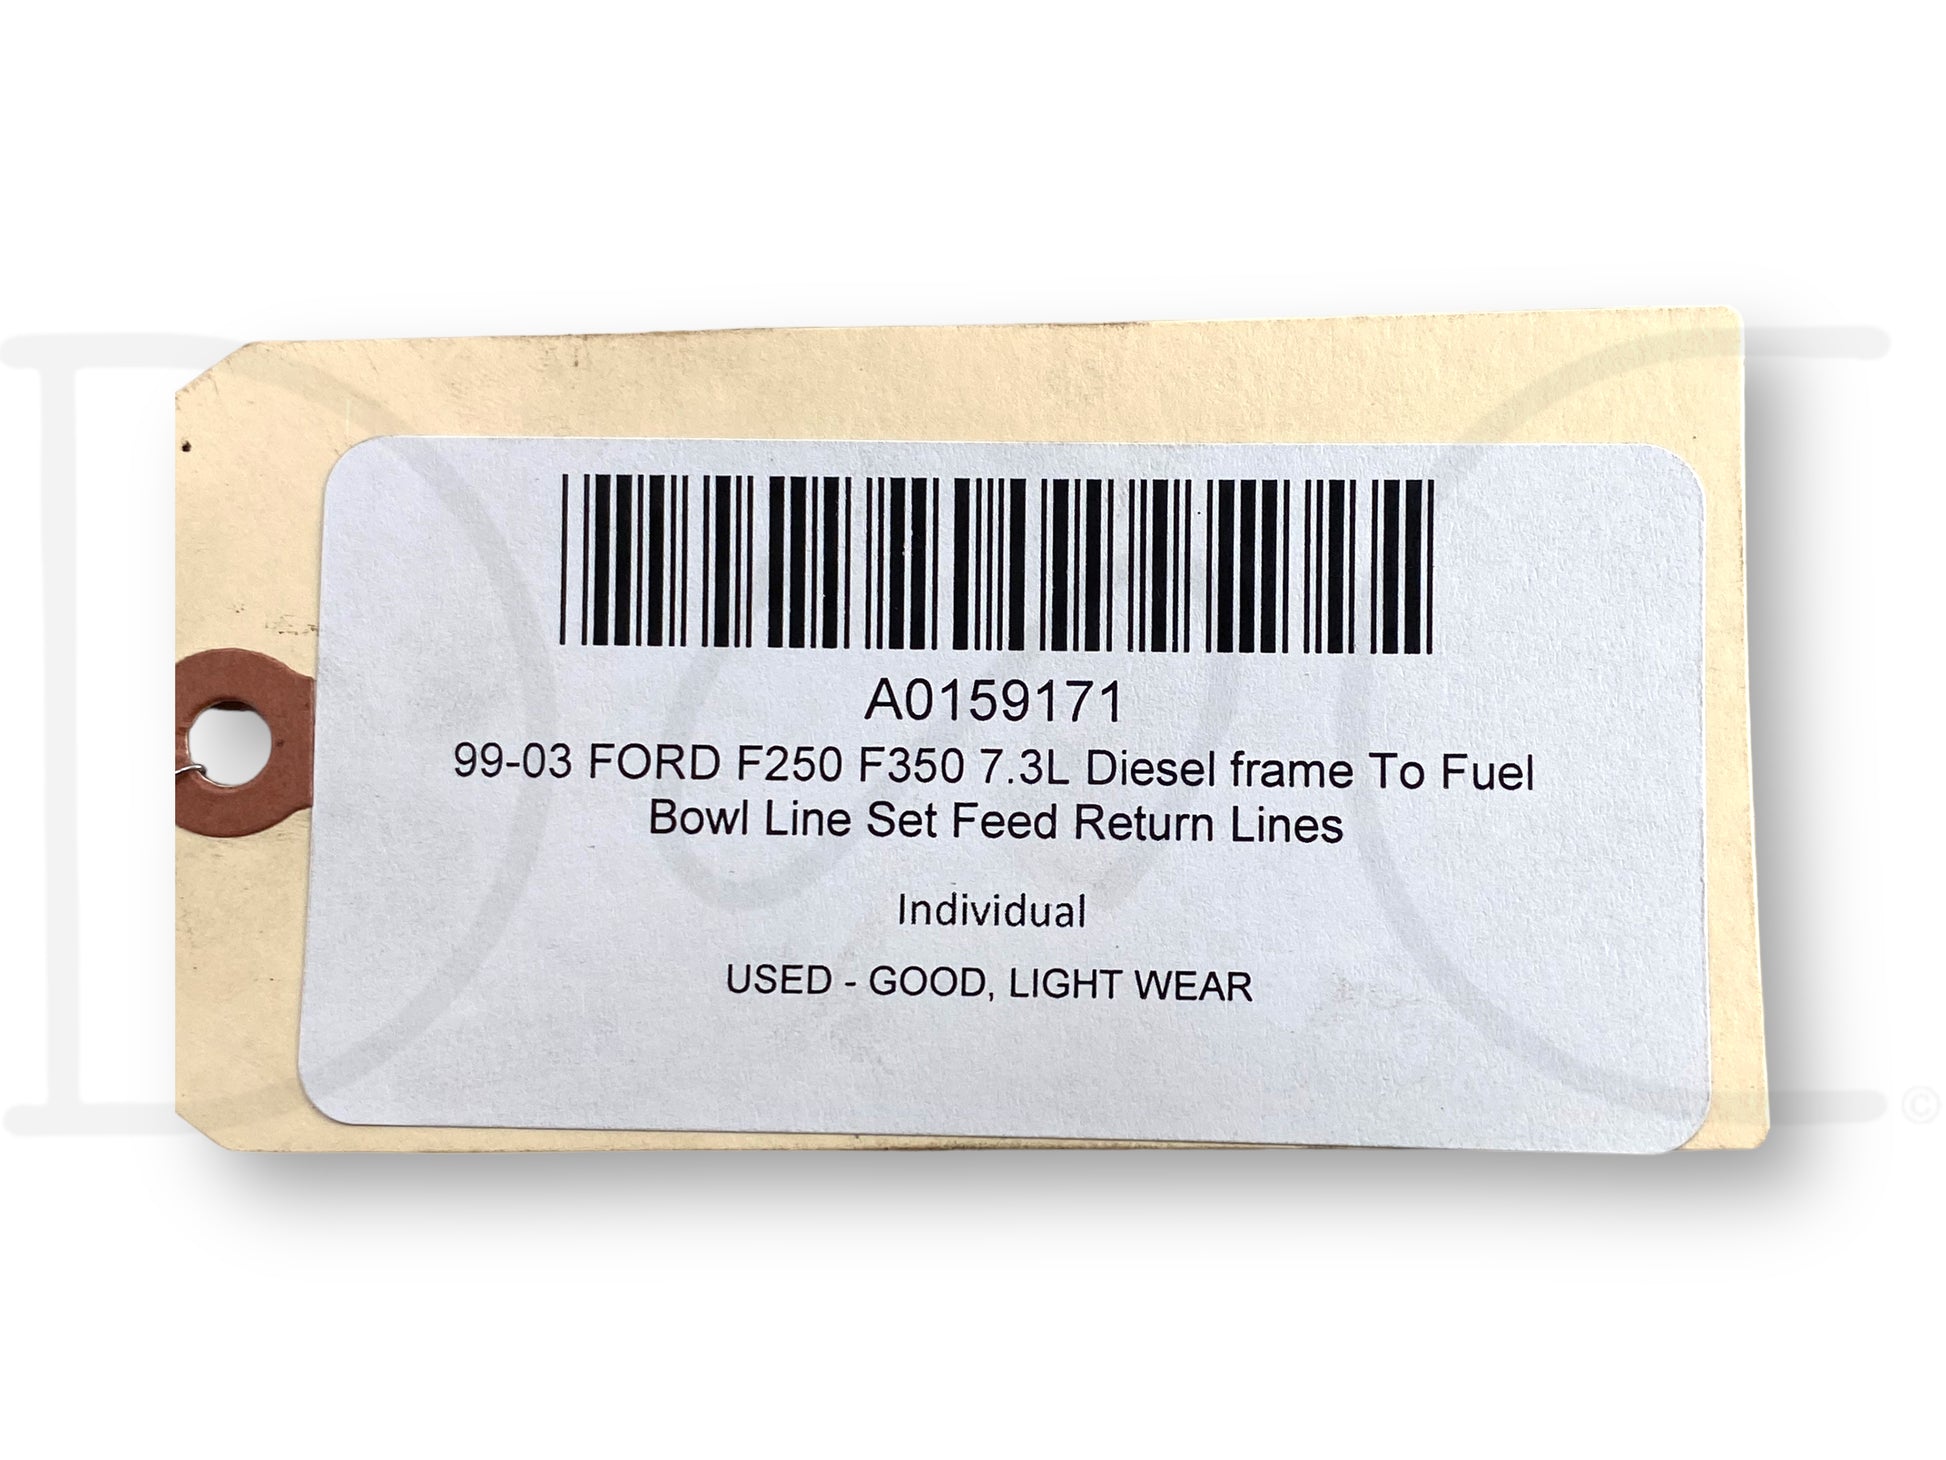 A0159171
99-03 FORD F250 F350 7.3L Diesel frame To Fuel
Bowl Line Set Feed Return Lines
Individual
USED - GOOD, LIGHT WEAR
©